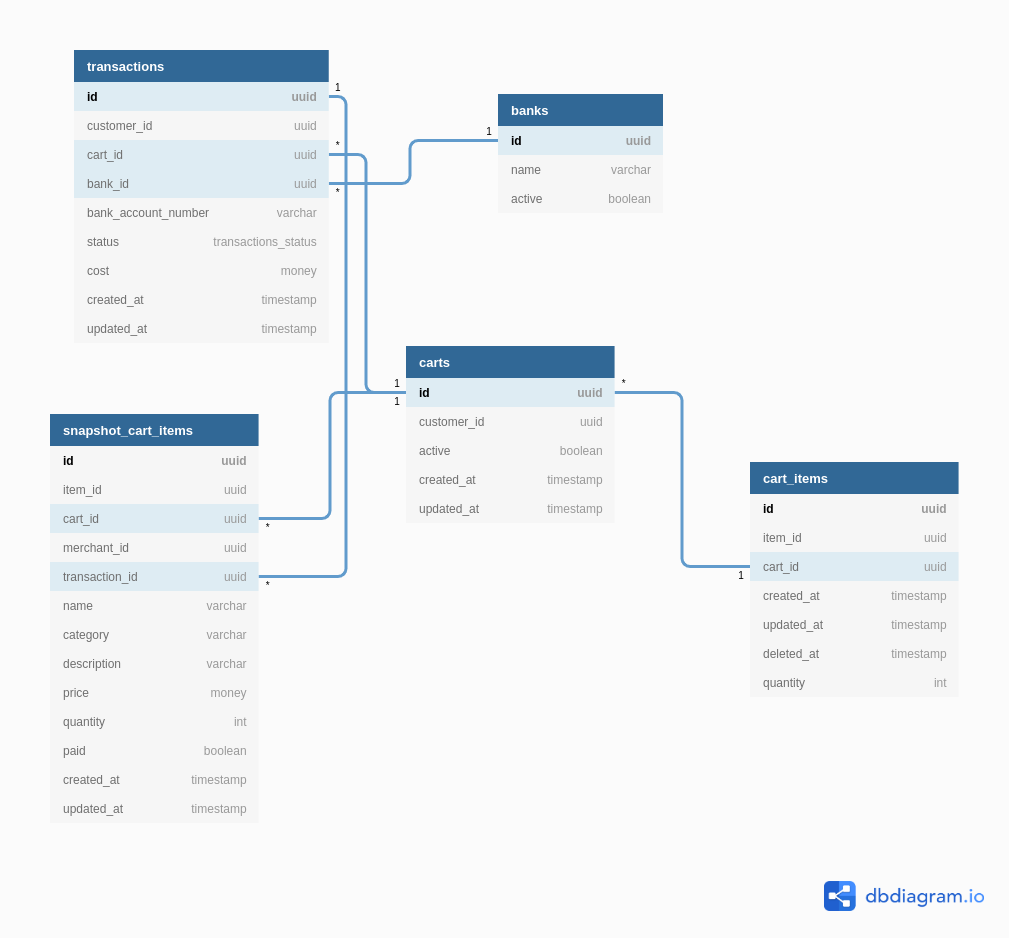 transactions
1
id uuid
customer_id uuid
cart_id uuid
*
bank_id uuid
*
bank_account_number varchar
status transactions_status
cost money
created_at timestamp
updated_at timestamp
banks
1
id uuid
name varchar
active boolean
carts
1
id uuid
*
1
customer_id uuid
active boolean
created_at timestamp
updated_at timestamp
snapshot_cart_items
id uuid
item_id uuid
cart_id uuid
*
merchant_id uuid
transaction_id uuid
*
name varchar
category varchar
description varchar
price money
quantity int
paid boolean
created_at timestamp
updated_at timestamp
cart_items
id uuid
item_id uuid
cart_id uuid
1
created_at timestamp
updated_at timestamp
deleted_at timestamp
quantity int
dbdiagram.io